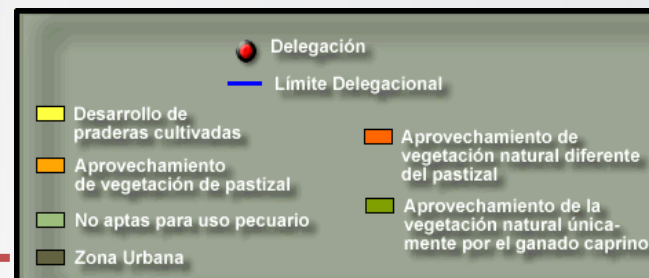 Delegación
Límite Delegacional
Desarrollo de
praderas cultivadas
Aprovechamiento
de vegetación de pastizal
No aptas para uso pecuario
Zona Urbana
Aprovechamiento de
vegetación natural diferente
del pastizal
Aprovechamiento de la
vegetación natural única-
mente por el ganado caprino